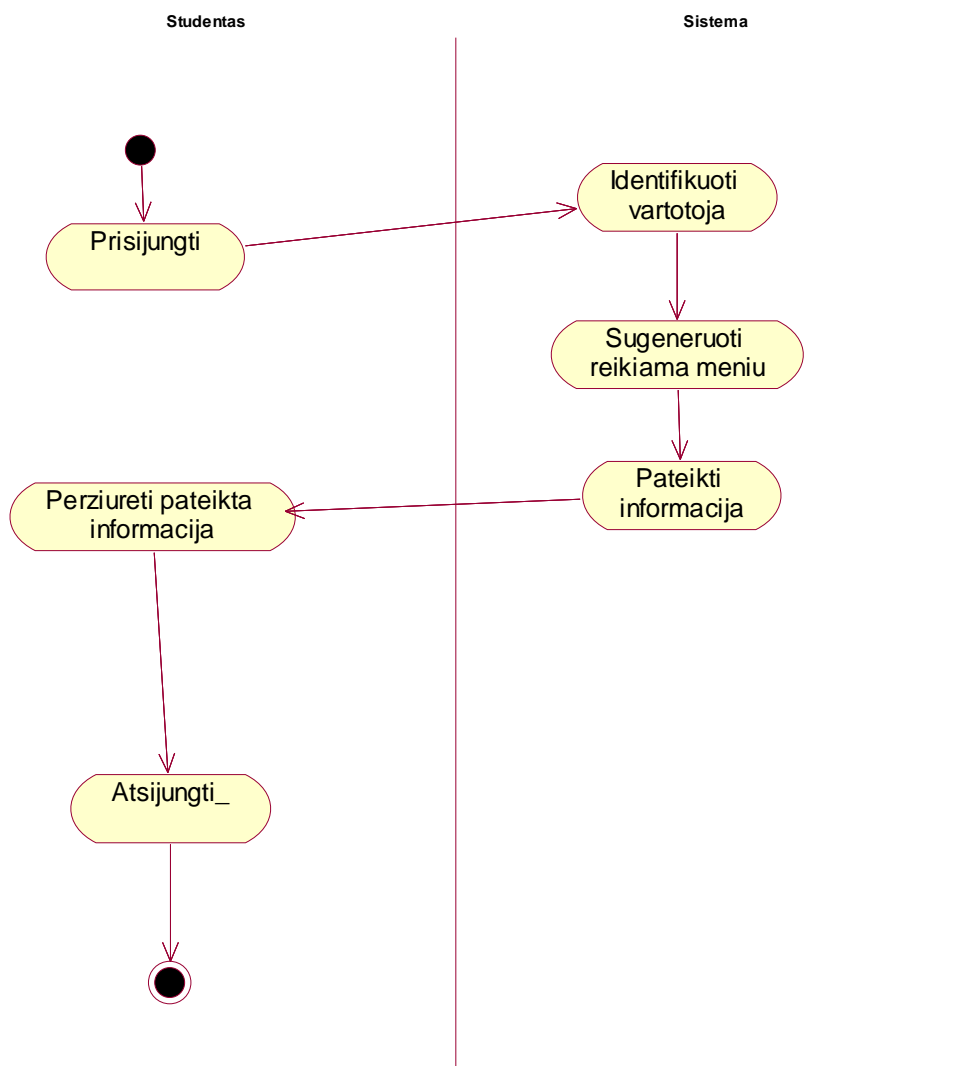 Studentas
Sistema
Identifikuoti
vartotoja
Prisijungti
Sugeneruoti
reikiama meniu
Pateikti
informacija
Perziureti pateikta
informacija
Atsijungti_